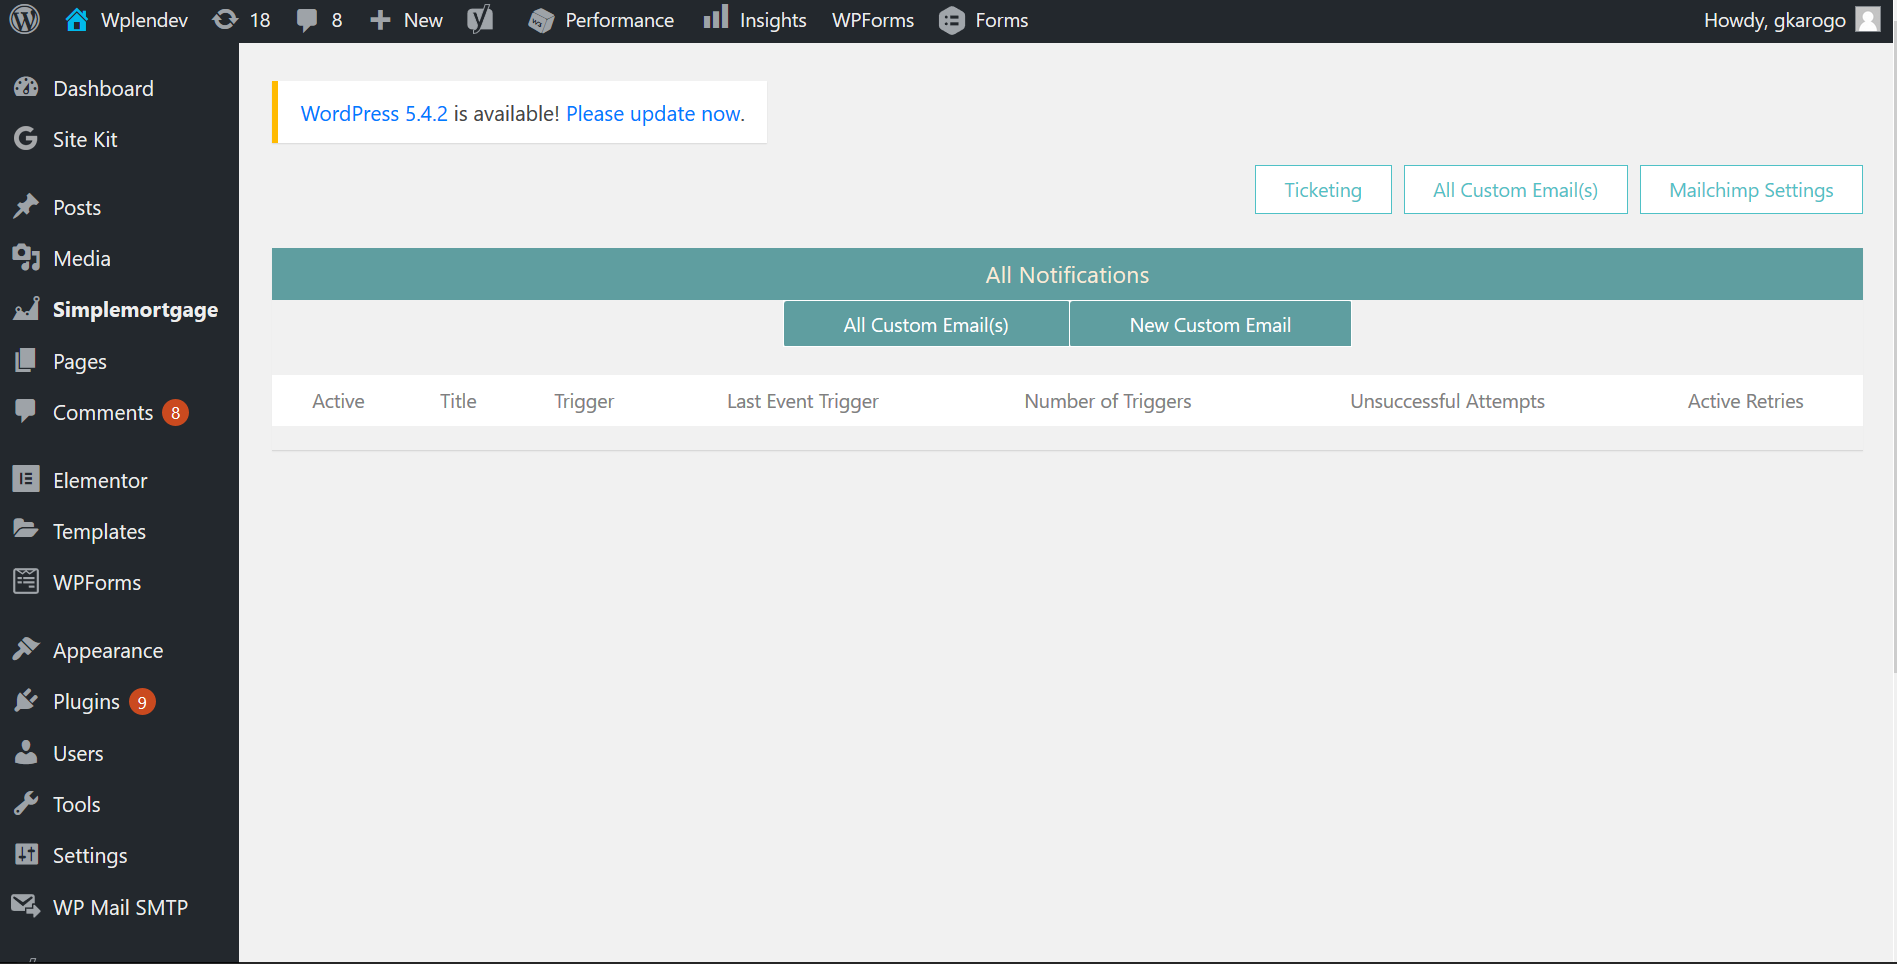 Wplendev 18 8 New Performance Insights WPForms Forms Howdy, gkarogo
Dashboard
Site Kit
Posts
Media
Simplemortgage
Pages
Comments 8
Elementor
Templates
WPForms
Appearance
Plugins 9
Users
Tools
Settings
WP Mail SMTP
WordPress 5.4.2 is available! Please update now.
Ticketing All Custom Email(s) Mailchimp Settings
All Notifications
All Custom Email(s) New Custom Email
Active Title Trigger Last Event Trigger Number of Triggers Unsuccessful Attempts Active Retries